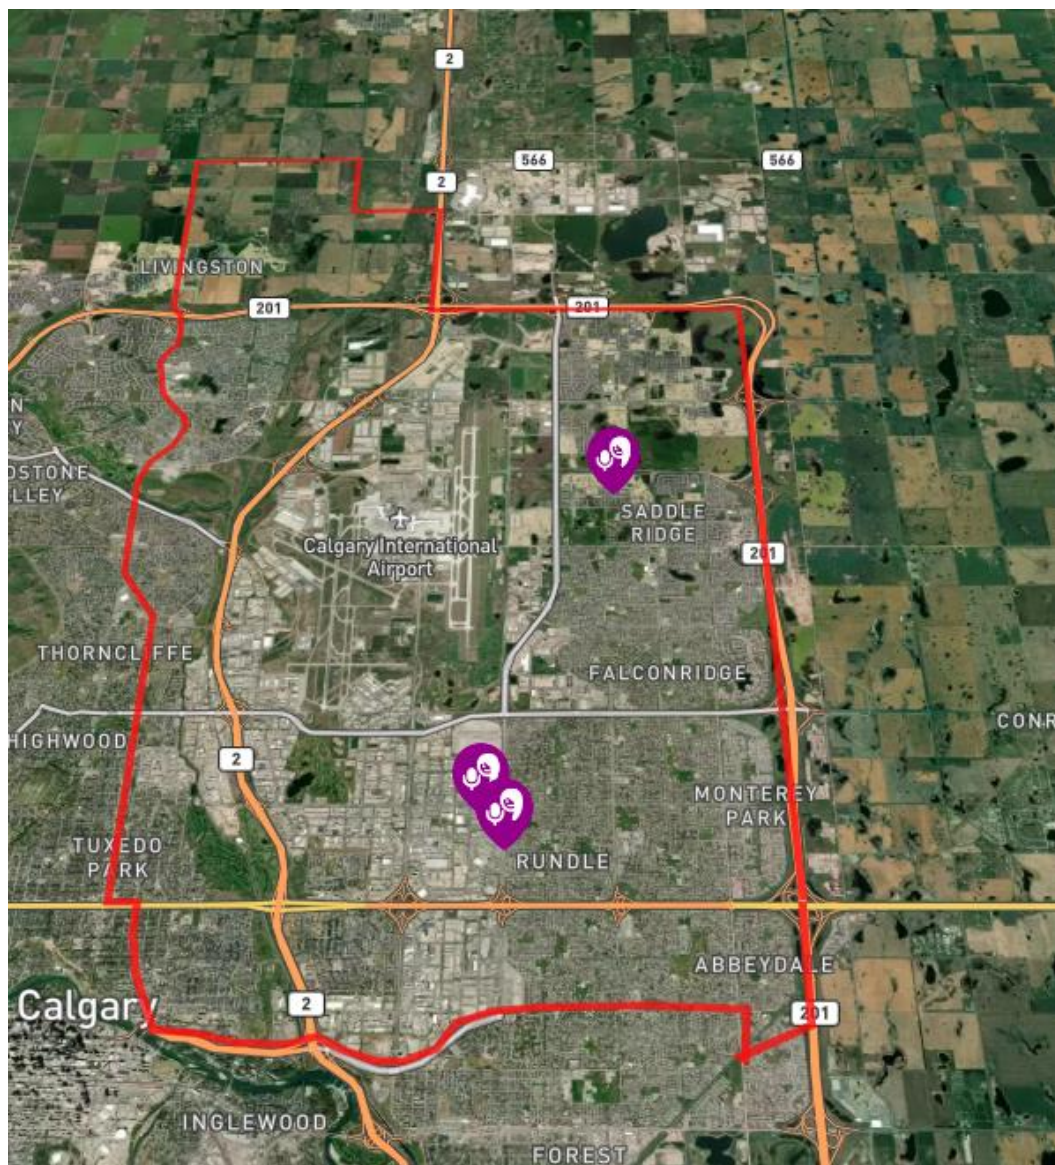 2
566
566
2
LIVINGSTON
201
201
N
Y
DSTONE
LLEY
SADDLE
RIDGE
Calgary International
Airport
201
THORNCLIFFE
FALCONRIDGE
HIGHWOOD
CONR
2
MONTEREY
PARK
TUXEDO
PARK
RUNDLE
ABBEYDALE
Calgary
2
201
INGLEWOOD
FOREST